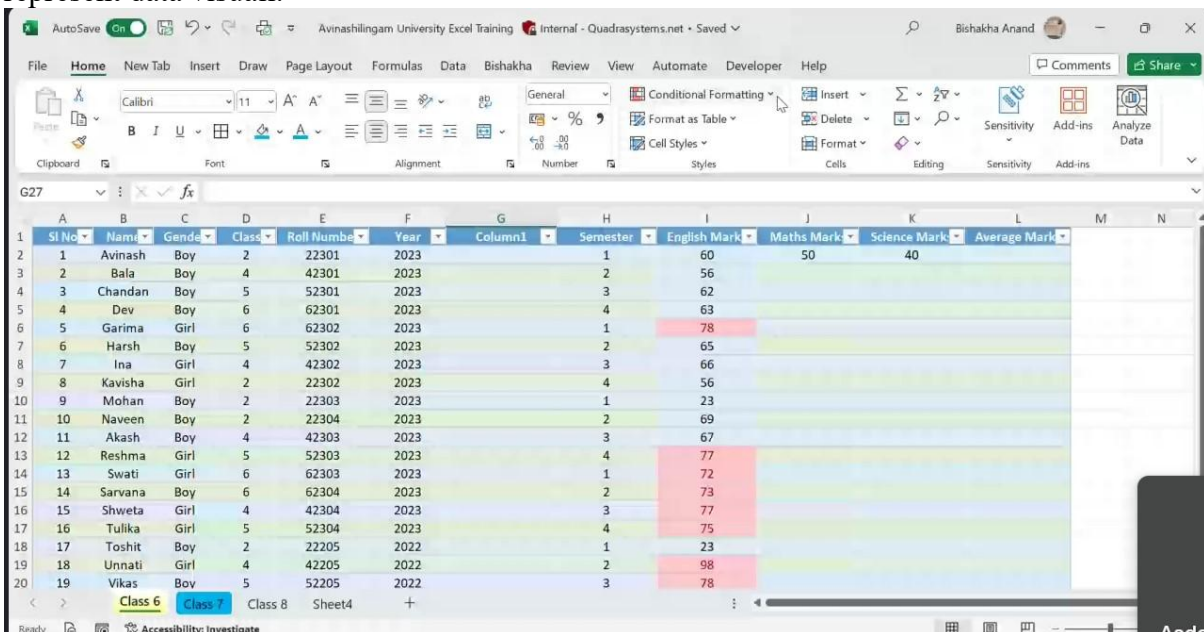 AutoSave On Avinashilingam University Excel Training Internal - Quadrasystems.net • Saved Bishakha Anand
File Home New Tab Insert Draw Page Layout Formulas Data Bishakha Review View Automate Developer Help Comments Share
Calibri 11 A^ A˅ General Conditional Formatting Insert
Paste B I U A % 9 Format as Table Delete Sensitivity Add-ins Analyze Data
Cell Styles Format
Clipboard Font Alignment Number Styles Cells Editing Sensitivity Add-ins
G27 fx
A B C D E F G H I J K L M N
1 Sl No Name Gende Class Roll Numbe Year Column1 Semester English Mark Maths Mark Science Mark Average Mark
2 1 Avinash Boy 2 22301 2023 1 60 50 40
3 2 Bala Boy 4 42301 2023 2 56
4 3 Chandan Boy 5 52301 2023 3 62
5 4 Dev Boy 6 62301 2023 4 63
6 5 Garima Girl 6 62302 2023 1 78
7 6 Harsh Boy 5 52302 2023 2 65
8 7 Ina Girl 4 42302 2023 3 66
9 8 Kavisha Girl 2 22302 2023 4 56
10 9 Mohan Boy 2 22303 2023 1 23
11 10 Naveen Boy 2 22304 2023 2 69
12 11 Akash Boy 4 42303 2023 3 67
13 12 Reshma Girl 5 52303 2023 4 77
14 13 Swati Girl 6 62303 2023 1 72
15 14 Sarvana Boy 6 62304 2023 2 73
16 15 Shweta Girl 4 42304 2023 3 77
17 16 Tulika Girl 5 52304 2023 4 75
18 17 Toshit Boy 2 22205 2022 1 23
19 18 Unnati Girl 4 42205 2022 2 98
20 19 Vikas Boy 5 52205 2022 3 78
Class 6 Class 7 Class 8 Sheet4 +
Ready Accessibility: Investigate